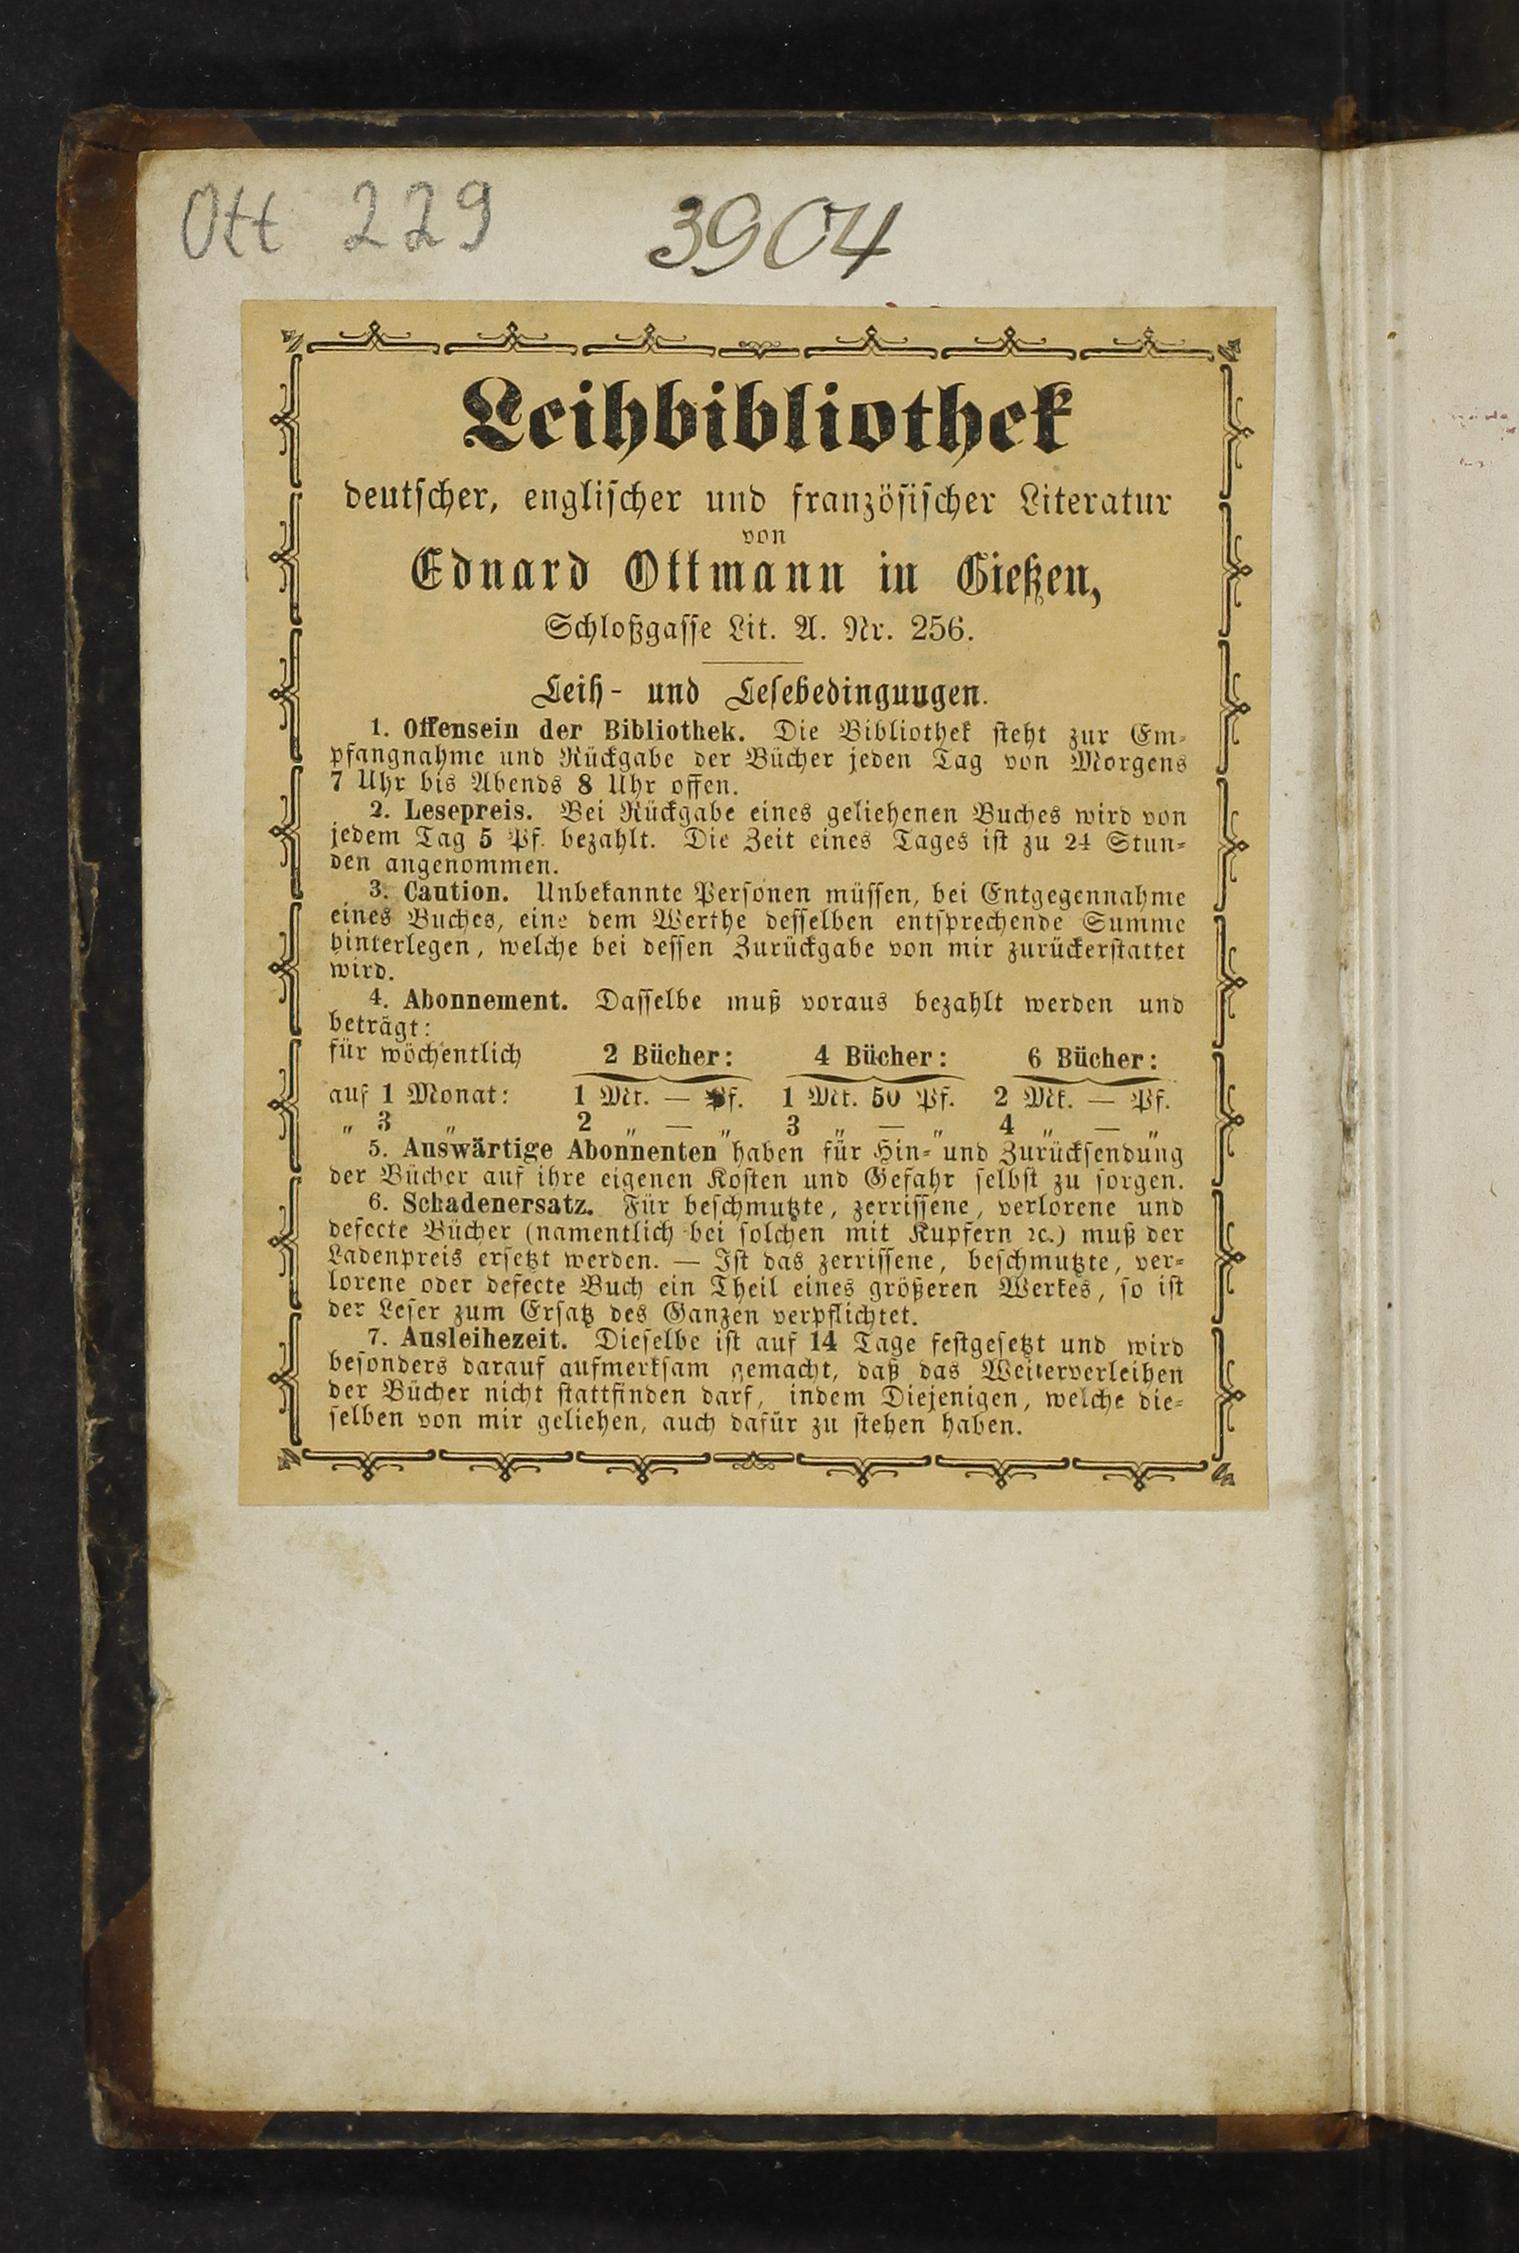 Ott 229 3904
Leihbibliothek
deutscher, englischer und französischer Literatur
von
Eduard Ottmann in Gießen,
Schloßgasse Lit. A. Nr. 256.
Leih- und Lesebedingungen.
1. Offensein der Bibliothek. Die Bibliothek steht zur Em-
pfangnahme und Rückgabe der Bücher jeden Tag von Morgens
7 Uhr bis Abends 8 Uhr offen.
2. Lesepreis. Bei Rückgabe eines geliehenen Buches wird von
jedem Tag 5 Pf. bezahlt. Die Zeit eines Tages ist zu 24 Stun-
den angenommen.
3. Caution. Unbekannte Personen müssen, bei Entgegennahme
eines Buches, eine dem Werthe desselben entsprechende Summe
hinterlegen, welche bei dessen Zurückgabe von mir zurückerstattet
wird.
4. Abonnement. Dasselbe muß voraus bezahlt werden und
beträgt:
für wöchentlich 2 Bücher: 4 Bücher: 6 Bücher:
auf 1 Monat: 1 Mk. — Pf. 1 Mk. 50 Pf. 2 Mk. — Pf.
„ 3 „ 2 „ — „ 3 „ — „ 4 „ — „
5. Auswärtige Abonnenten haben für Hin- und Zurücksendung
der Bücher auf ihre eigenen Kosten und Gefahr selbst zu sorgen.
6. Schadenersatz. Für beschmutzte, zerrissene, verlorene und
defecte Bücher (namentlich bei solchen mit Kupfern ꝛc.) muß der
Ladenpreis ersetzt werden. — Ist das zerrissene, beschmutzte, ver-
lorene oder defecte Buch ein Theil eines größeren Werkes, so ist
der Leser zum Ersatz des Ganzen verpflichtet.
7. Ausleihezeit. Dieselbe ist auf 14 Tage festgesetzt und wird
besonders darauf aufmerksam gemacht, daß das Weiterverleihen
der Bücher nicht stattfinden darf, indem Diejenigen, welche die-
selben von mir geliehen, auch dafür zu stehen haben.